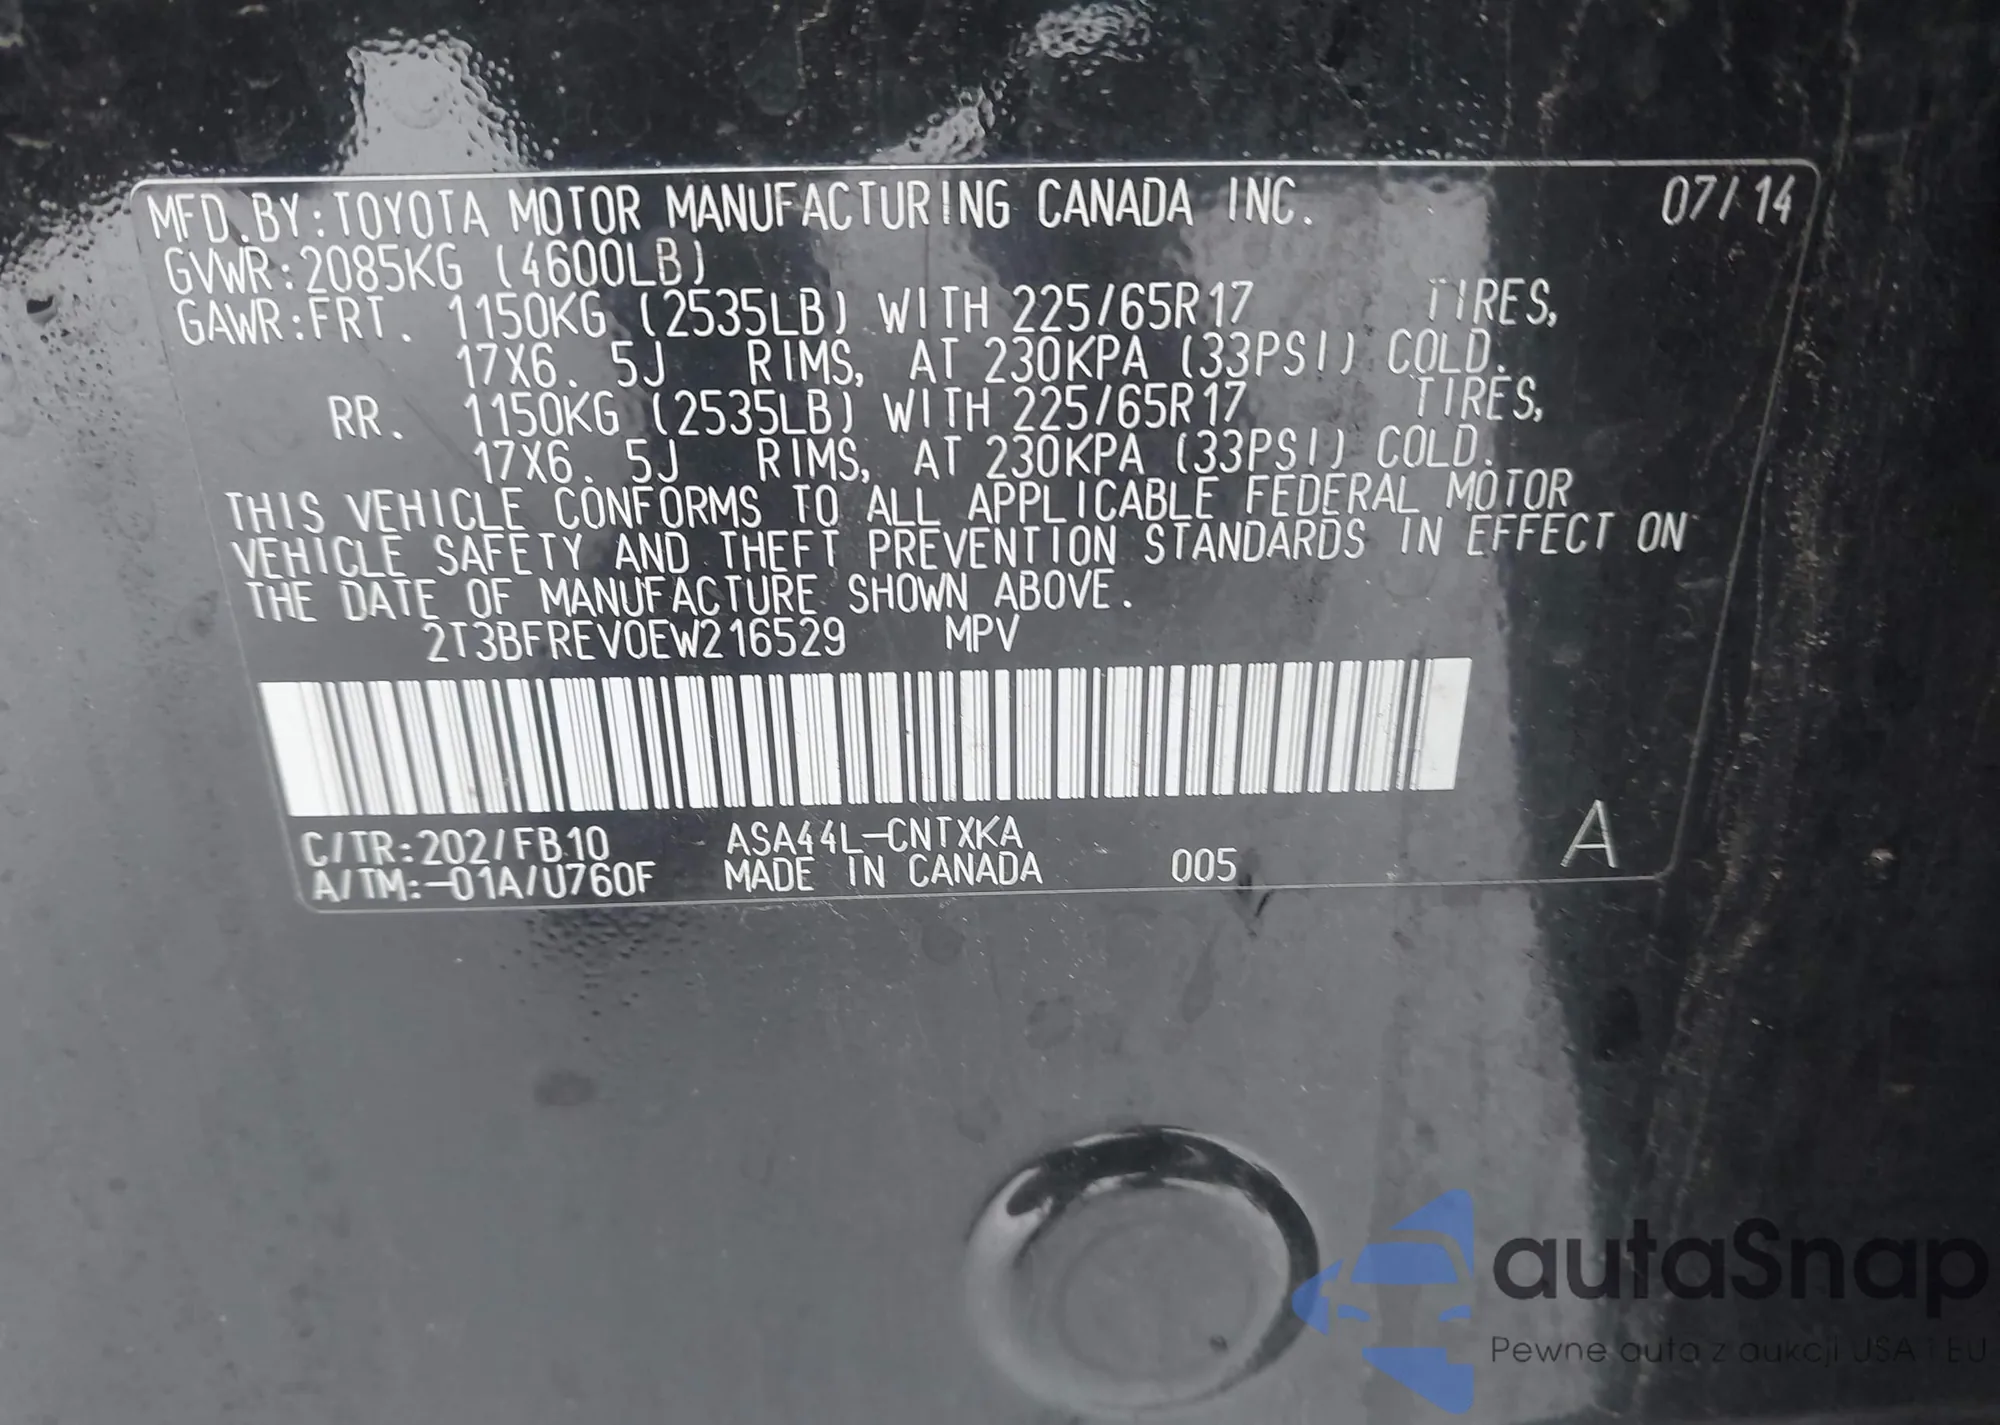 MFD.BY:TOYOTA MOTOR MANUFACTURING CANADA INC. 07/14
GVWR:2085KG (4600LB)
GAWR:FRT. 1150KG (2535LB) WITH 225/65R17 TIRES,
17X6.5J RIMS, AT 230KPA (33PSI) COLD.
RR. 1150KG (2535LB) WITH 225/65R17 TIRES,
17X6.5J RIMS, AT 230KPA (33PSI) COLD.
THIS VEHICLE CONFORMS TO ALL APPLICABLE FEDERAL MOTOR
VEHICLE SAFETY AND THEFT PREVENTION STANDARDS IN EFFECT ON
THE DATE OF MANUFACTURE SHOWN ABOVE.
2T3BFREV0EW216529 MPV
C/TR:202/FB10 ASA44L-CNTXKA
A/TM:-01A/U760F MADE IN CANADA 005 A
autaSnap
Pewne auta z aukcji USA i EU